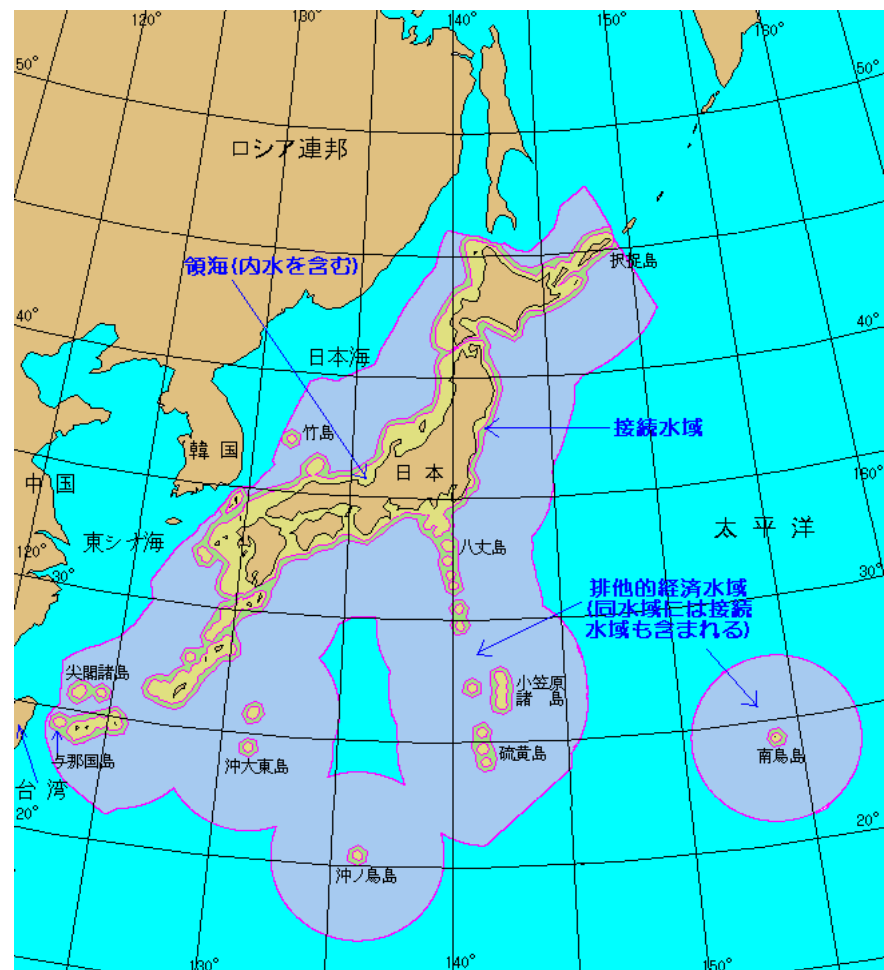 120°
130°
140°
150°
160°
50°
50°
ロシア連邦
領海(内水を含む)
択捉島
40°
日本海
40°
竹島
接続水域
韓国
日本
中国
160°
太平洋
東シナ海
八丈島
120°
30°
30°
排他的経済水域
(同水域には接続
水域も含まれる)
尖閣諸島
小笠原
諸島
与那国島
沖大東島
硫黄島
南鳥島
台湾
20°
20°
沖ノ鳥島
130°
140°
150°